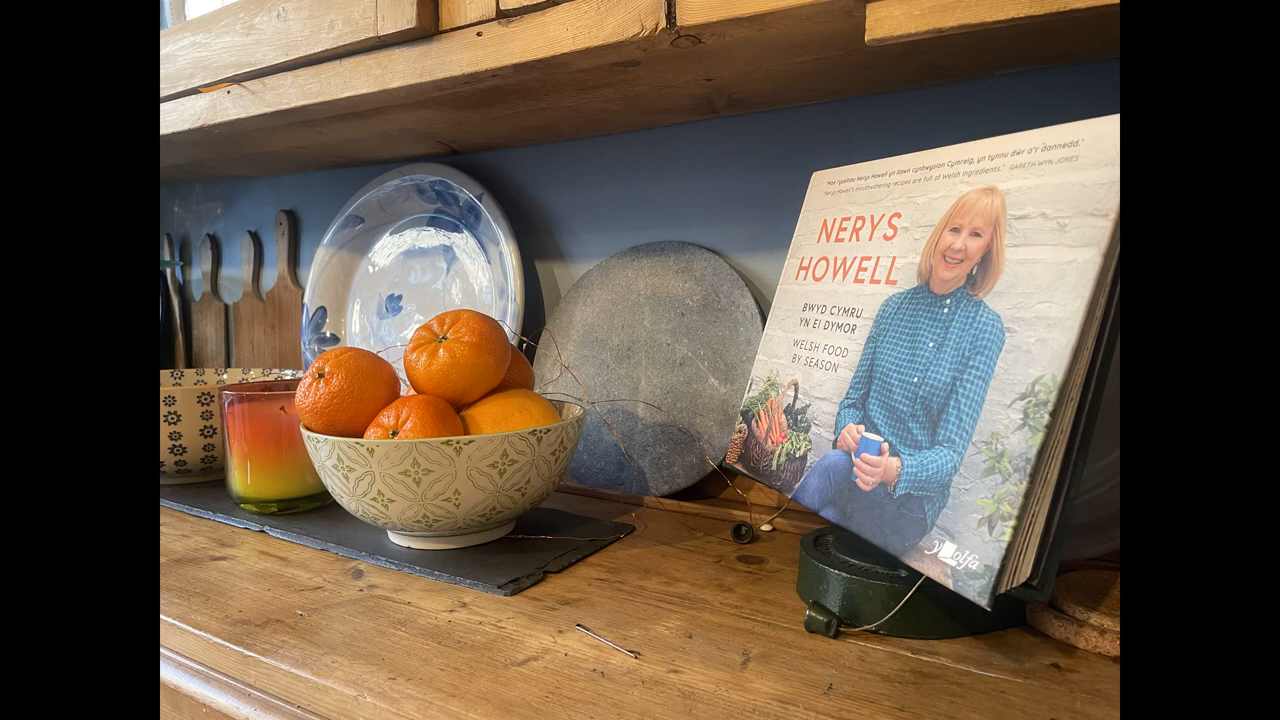 "Mae ryseitiau Nerys Howell yn llawn cynhwysion Cymreig, yn tynnu dŵr o'r dannedd."
"Nerys Howell's mouthwatering recipes are full of Welsh ingredients." GARETH WYN JONES
NERYS
HOWELL
BWYD CYMRU
YN EI DYMOR
WELSH FOOD
BY SEASON
y Lolfa